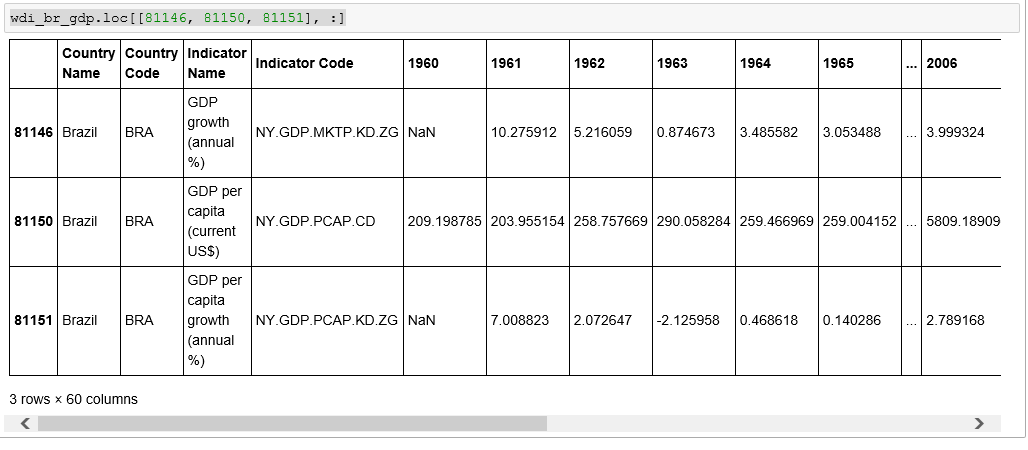 wdi_br_gdp.loc[[81146, 81150, 81151], :]
Country Name Country Code Indicator Name Indicator Code 1960 1961 1962 1963 1964 1965 ... 2006
81146 Brazil BRA GDP growth (annual %) NY.GDP.MKTP.KD.ZG NaN 10.275912 5.216059 0.874673 3.485582 3.053488 ... 3.999324
81150 Brazil BRA GDP per capita (current US$) NY.GDP.PCAP.CD 209.198785 203.955154 258.757669 290.058284 259.466969 259.004152 ... 5809.18909
81151 Brazil BRA GDP per capita growth (annual %) NY.GDP.PCAP.KD.ZG NaN 7.008823 2.072647 -2.125958 0.468618 0.140286 ... 2.789168
3 rows × 60 columns